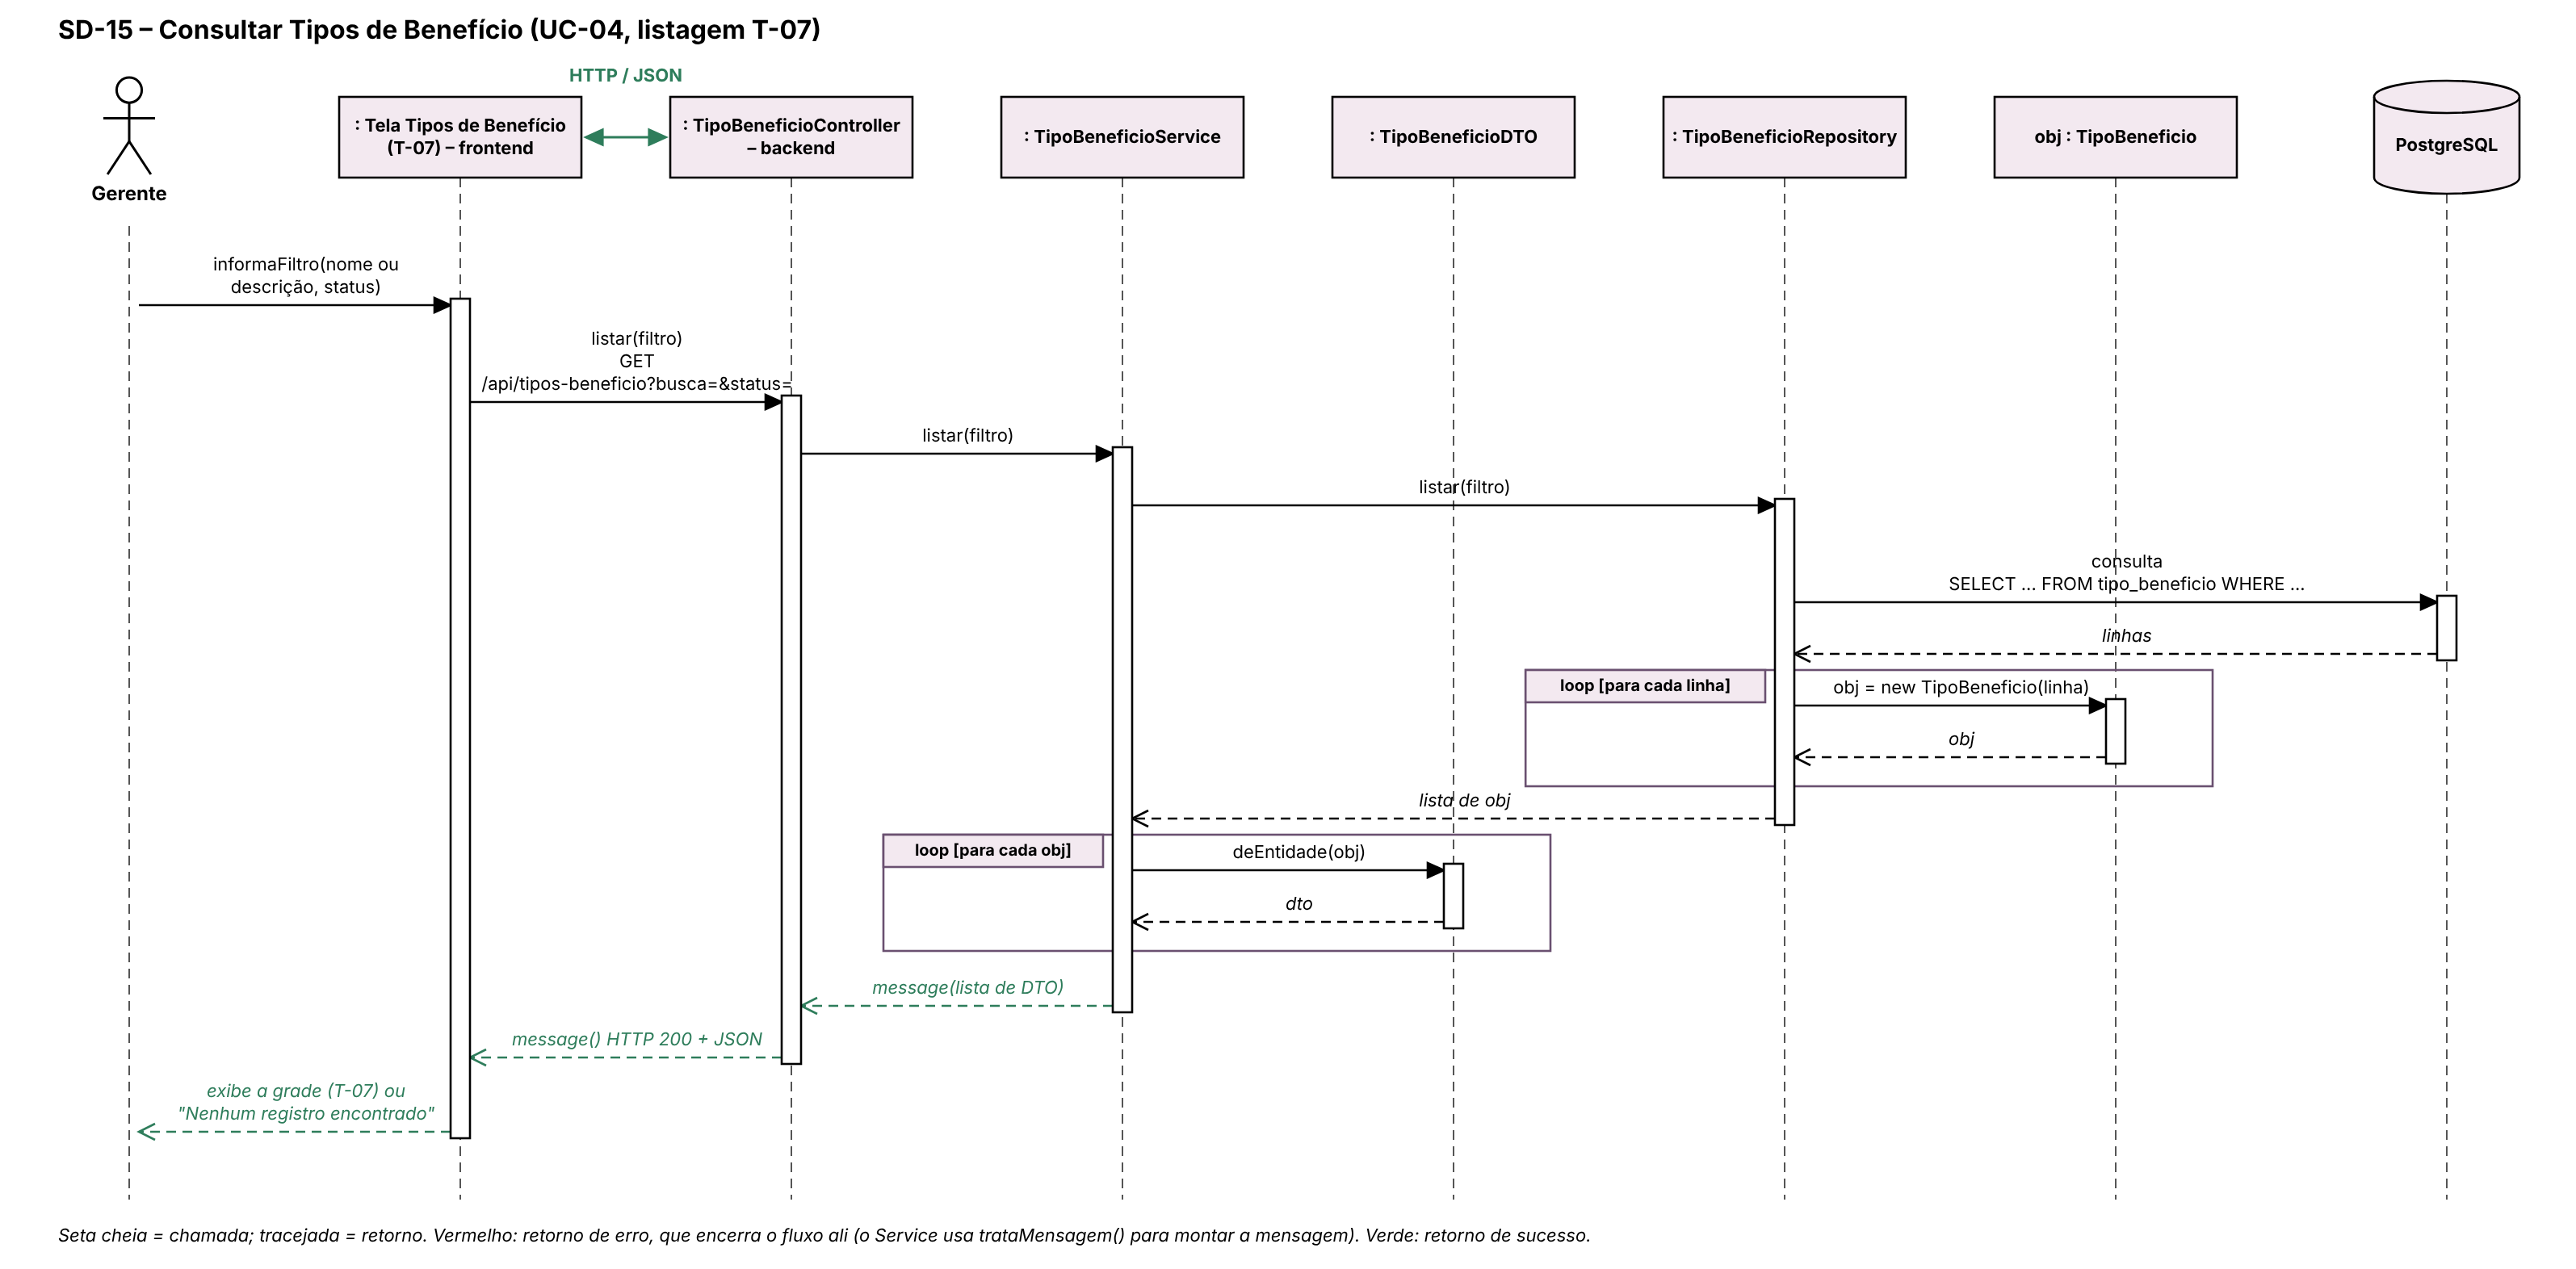 SD-15 – Consultar Tipos de Benefício (UC-04, listagem T-07)
HTTP / JSON
Gerente
: Tela Tipos de Benefício
(T-07) – frontend
: TipoBeneficioController
– backend
: TipoBeneficioService
: TipoBeneficioDTO
: TipoBeneficioRepository
obj : TipoBeneficio
PostgreSQL
informaFiltro(nome ou
descrição, status)
listar(filtro)
GET
/api/tipos-beneficio?busca=&status=
listar(filtro)
listar(filtro)
consulta
SELECT ... FROM tipo_beneficio WHERE ...
linhas
loop [para cada linha]
obj = new TipoBeneficio(linha)
obj
lista de obj
loop [para cada obj]
deEntidade(obj)
dto
message(lista de DTO)
message() HTTP 200 + JSON
exibe a grade (T-07) ou
"Nenhum registro encontrado"
Seta cheia = chamada; tracejada = retorno. Vermelho: retorno de erro, que encerra o fluxo ali (o Service usa trataMensagem() para montar a mensagem). Verde: retorno de sucesso.